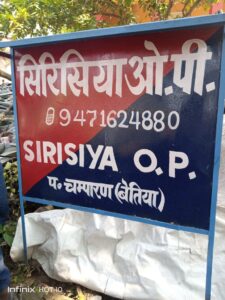 सिरिसिया ओ.पी.
9471624880
SIRISIYA O.P.
प॰ चम्पारण (बेतिया)
Infinix HOT 10